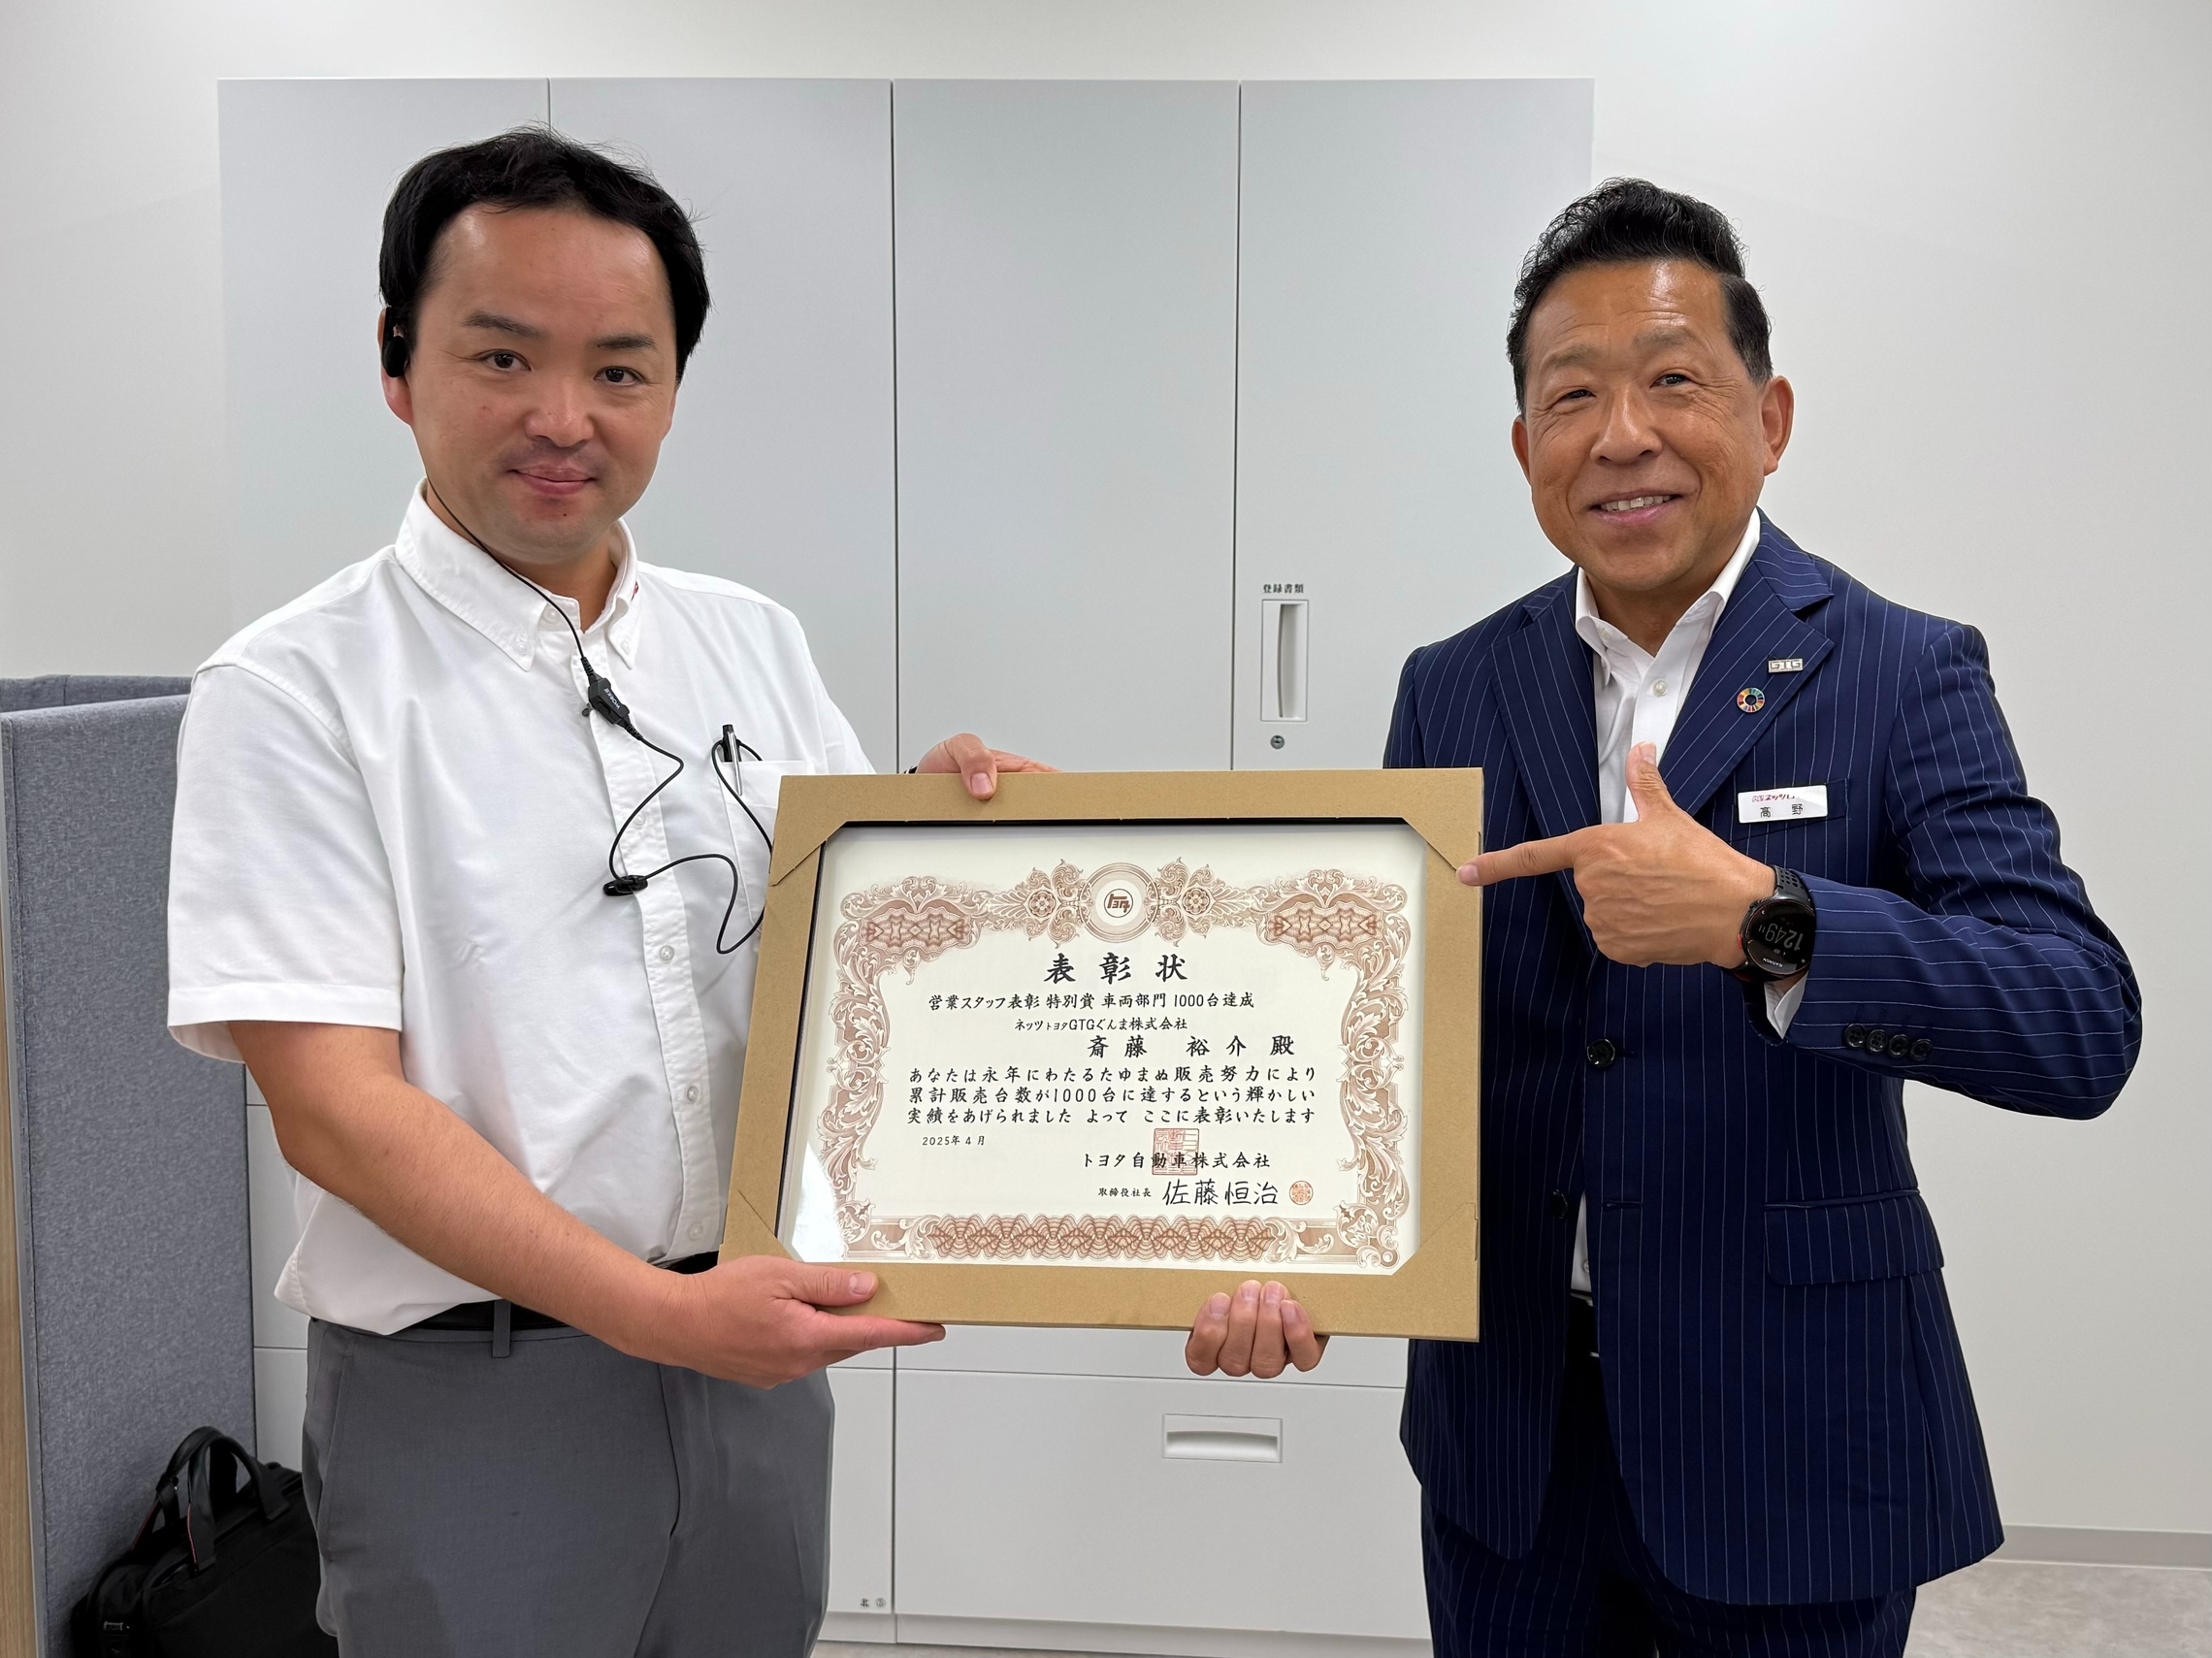 登録書類
GTG
高 野
1249
トヨタ
表彰状
営業スタッフ表彰 特別賞 車両部門 1000台達成
ネッツトヨタGTGぐんま株式会社
斎藤 裕介 殿
あなたは永年にわたるたゆまぬ販売努力により
累計販売台数が1000台に達するという輝かしい
実績をあげられました よって ここに表彰いたします
2025年4月
トヨタ自動車株式会社
取締役社長 佐藤恒治
北 ⑤